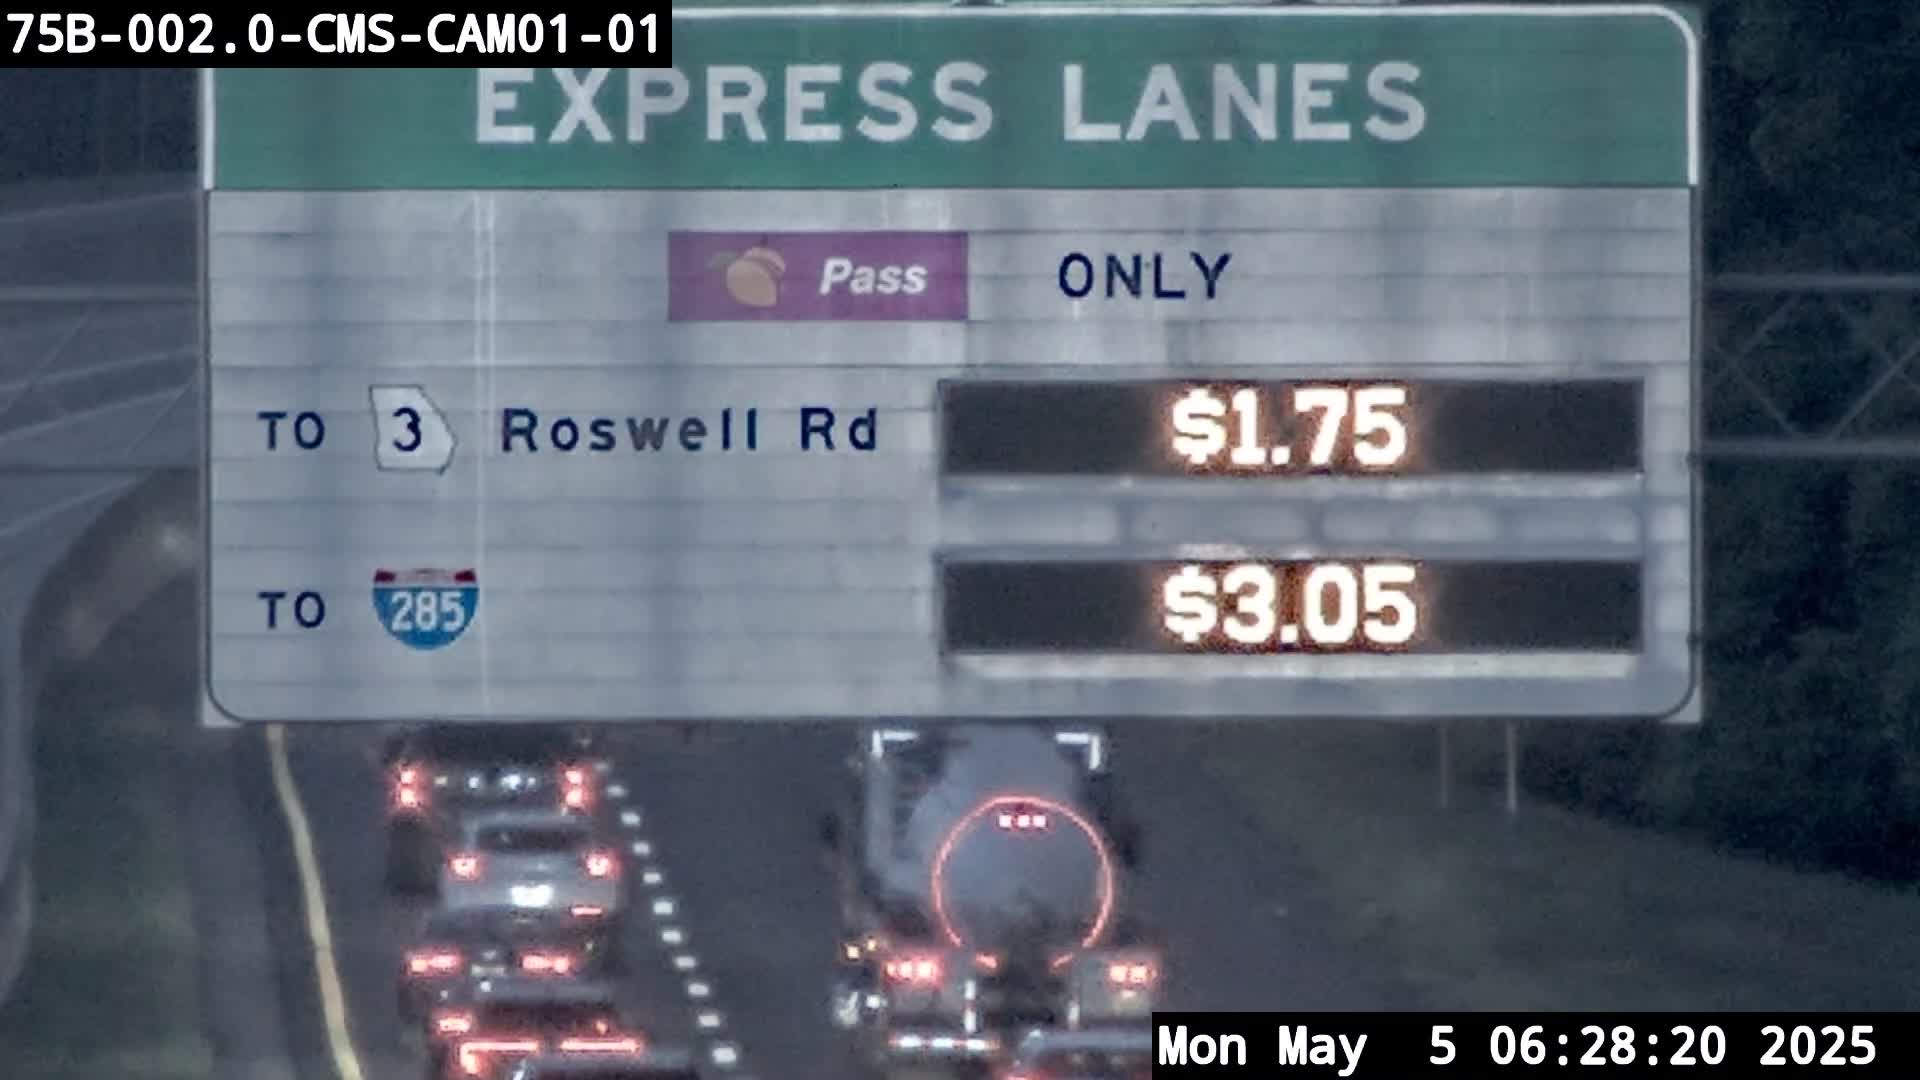 75B-002.0-CMS-CAM01-01
EXPRESS LANES
Pass ONLY
TO 3 Roswell Rd $1.75
TO 285 $3.05
Mon May 5 06:28:20 2025